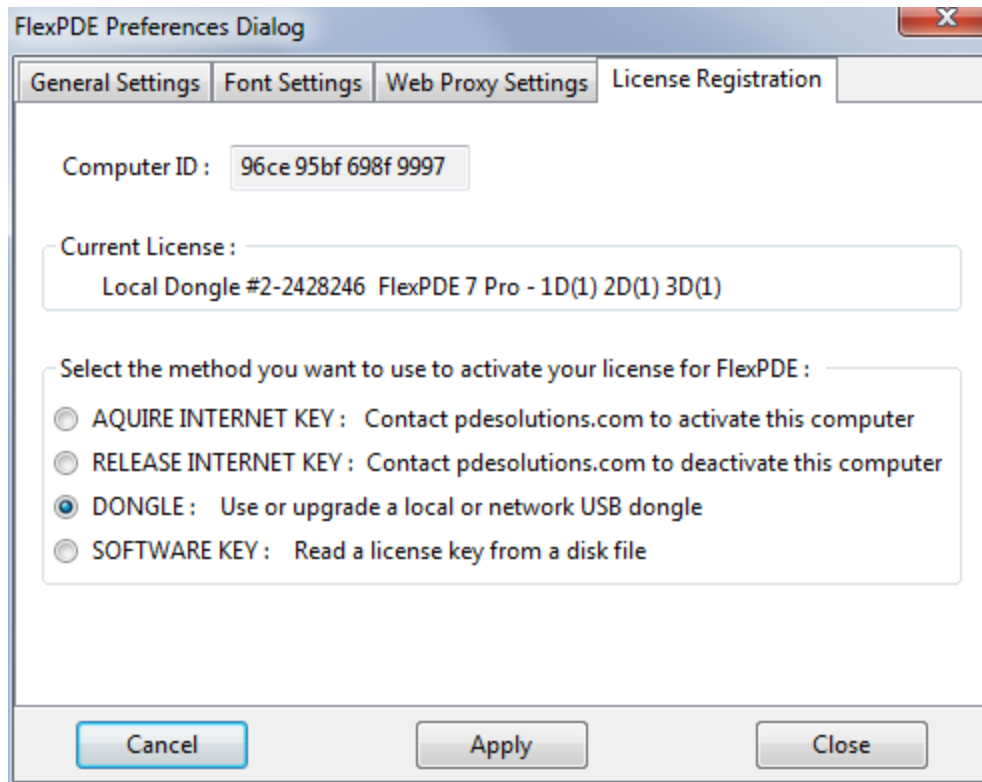 FlexPDE Preferences Dialog
General Settings Font Settings Web Proxy Settings License Registration
Computer ID : 96ce 95bf 698f 9997
Current License :
Local Dongle #2-2428246 FlexPDE 7 Pro - 1D(1) 2D(1) 3D(1)
Select the method you want to use to activate your license for FlexPDE :
AQUIRE INTERNET KEY : Contact pdesolutions.com to activate this computer
RELEASE INTERNET KEY : Contact pdesolutions.com to deactivate this computer
DONGLE : Use or upgrade a local or network USB dongle
SOFTWARE KEY : Read a license key from a disk file
Cancel Apply Close